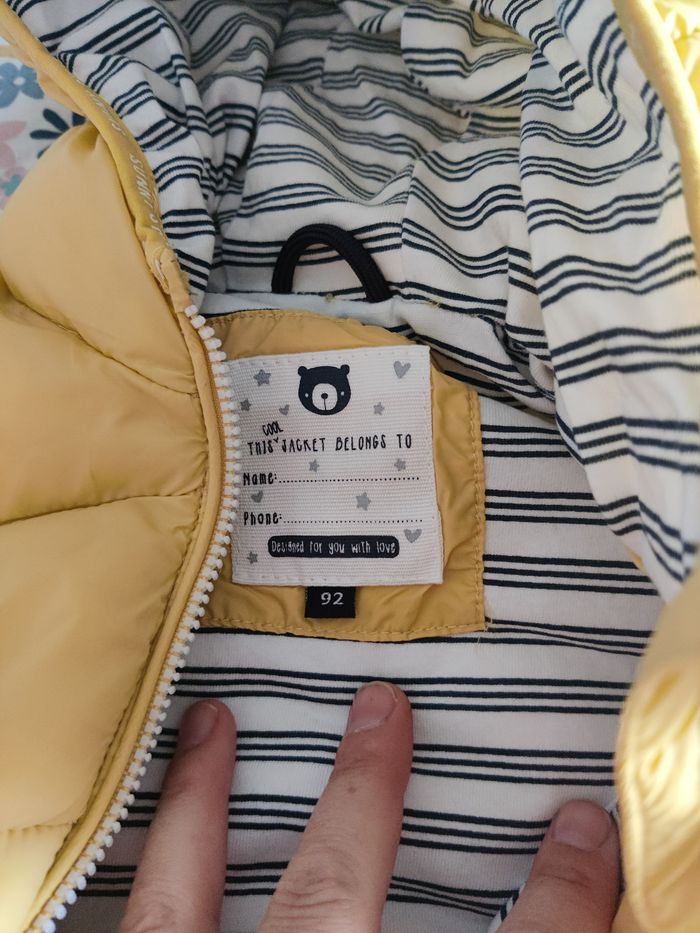 COOL
THIS JACKET BELONGS TO
Name:
Phone:
Designed for you with love
92